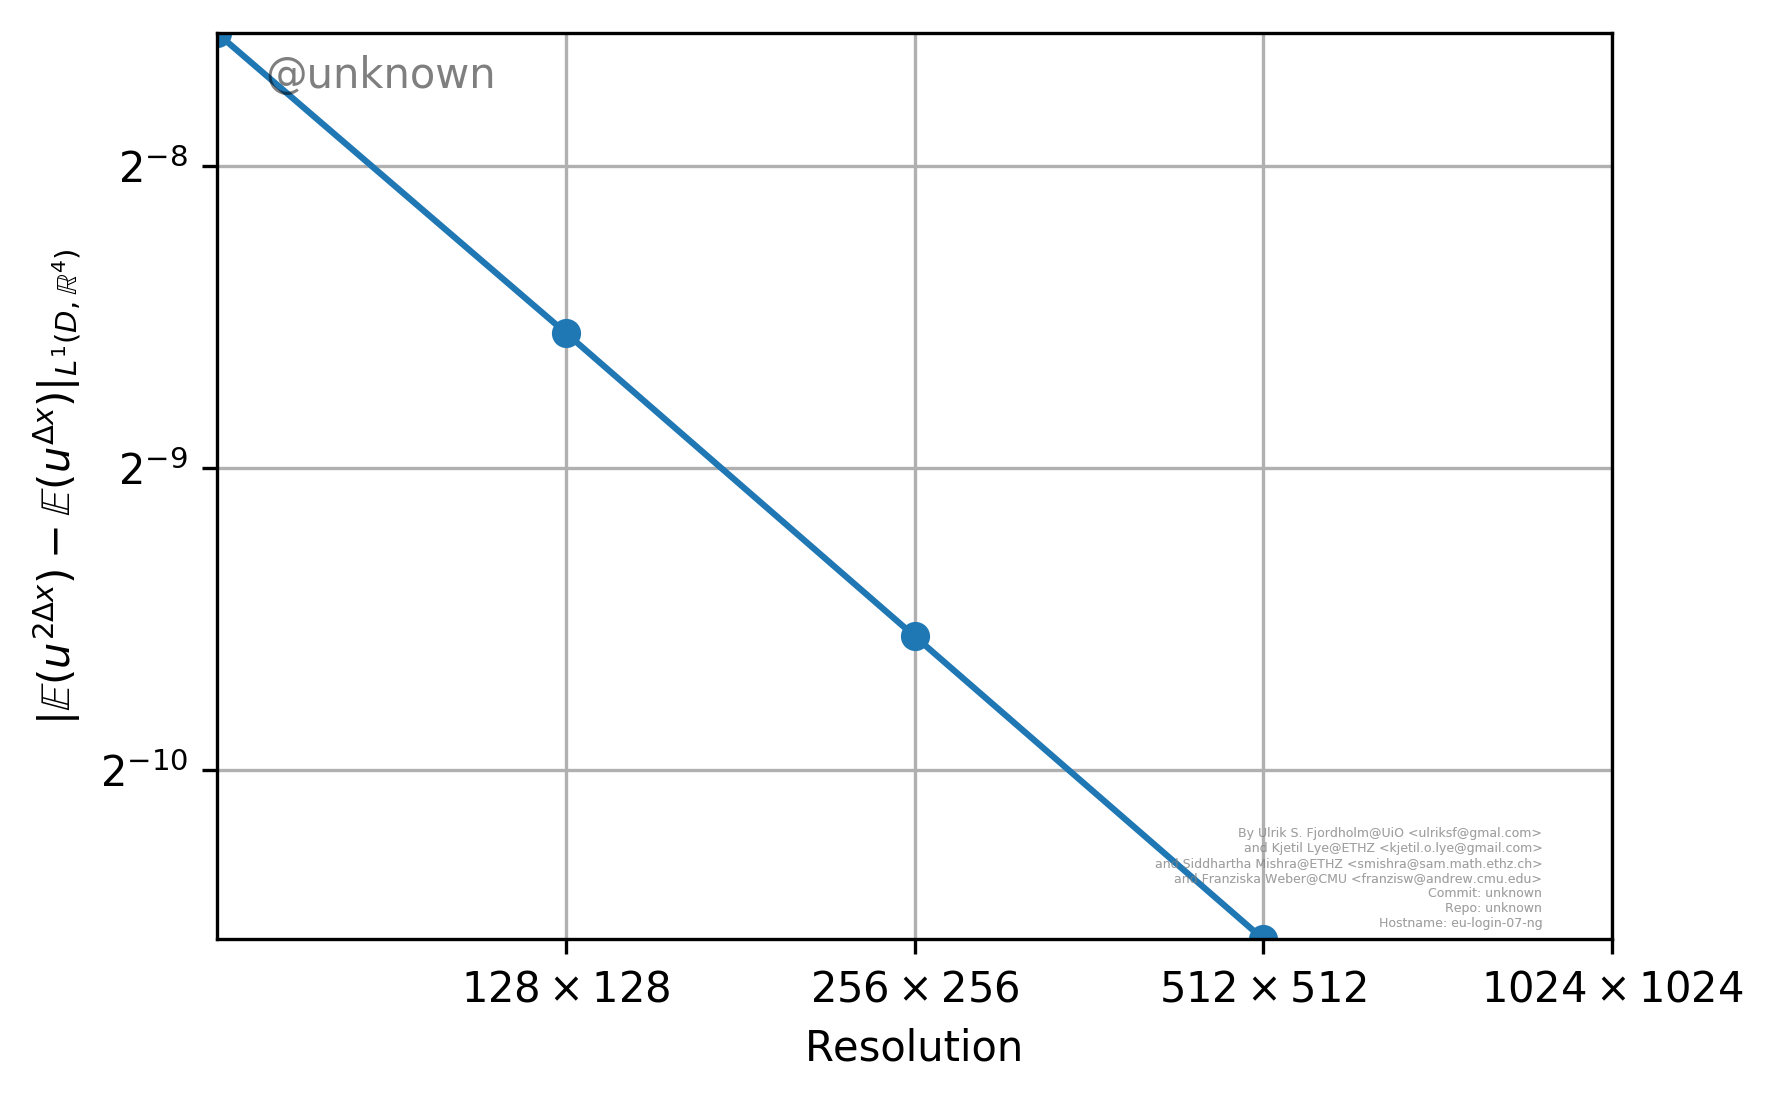 @unknown
2⁻⁸
2⁻⁹
2⁻¹⁰
|𝔼(u^{2Δx}) − 𝔼(u^{Δx})|_{L¹(D, ℝ⁴)}
By Ulrik S. Fjordholm@UiO <ulriksf@gmal.com>
and Kjetil Lye@ETHZ <kjetil.o.lye@gmail.com>
and Siddhartha Mishra@ETHZ <smishra@sam.math.ethz.ch>
and Franziska Weber@CMU <franzisw@andrew.cmu.edu>
Commit: unknown
Repo: unknown
Hostname: eu-login-07-ng
128 × 128
256 × 256
512 × 512
1024 × 1024
Resolution